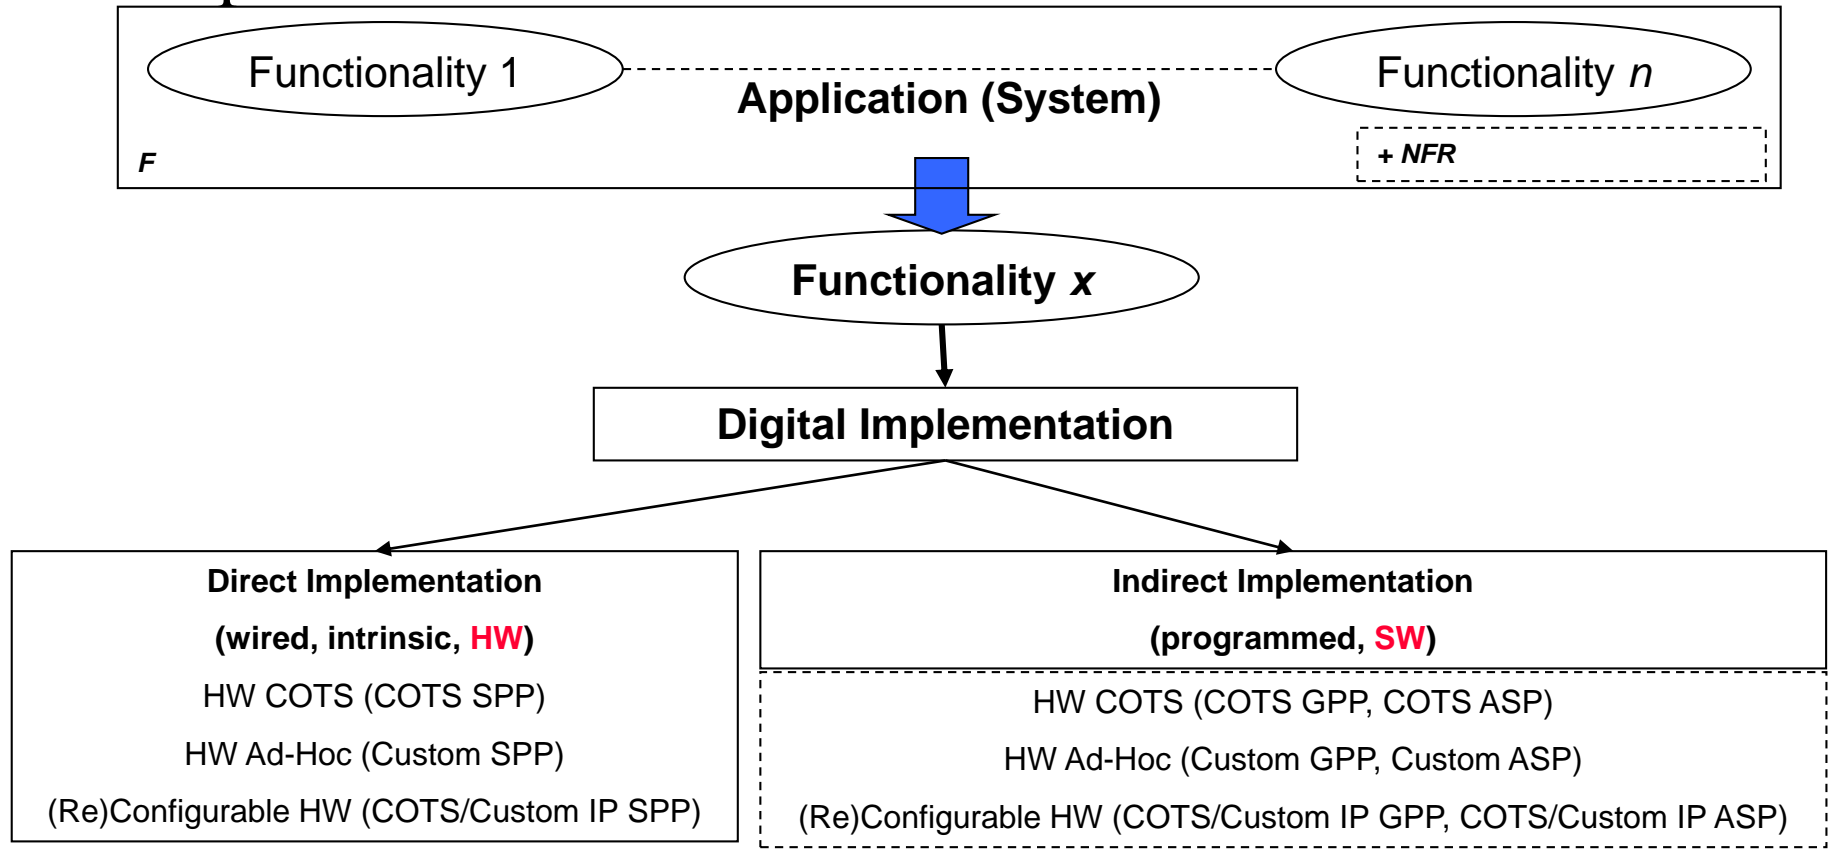 Functionality 1
Functionality n
Application (System)
F
+ NFR
Functionality x
Digital Implementation
Direct Implementation
(wired, intrinsic, HW)
HW COTS (COTS SPP)
HW Ad-Hoc (Custom SPP)
(Re)Configurable HW (COTS/Custom IP SPP)
Indirect Implementation
(programmed, SW)
HW COTS (COTS GPP, COTS ASP)
HW Ad-Hoc (Custom GPP, Custom ASP)
(Re)Configurable HW (COTS/Custom IP GPP, COTS/Custom IP ASP)